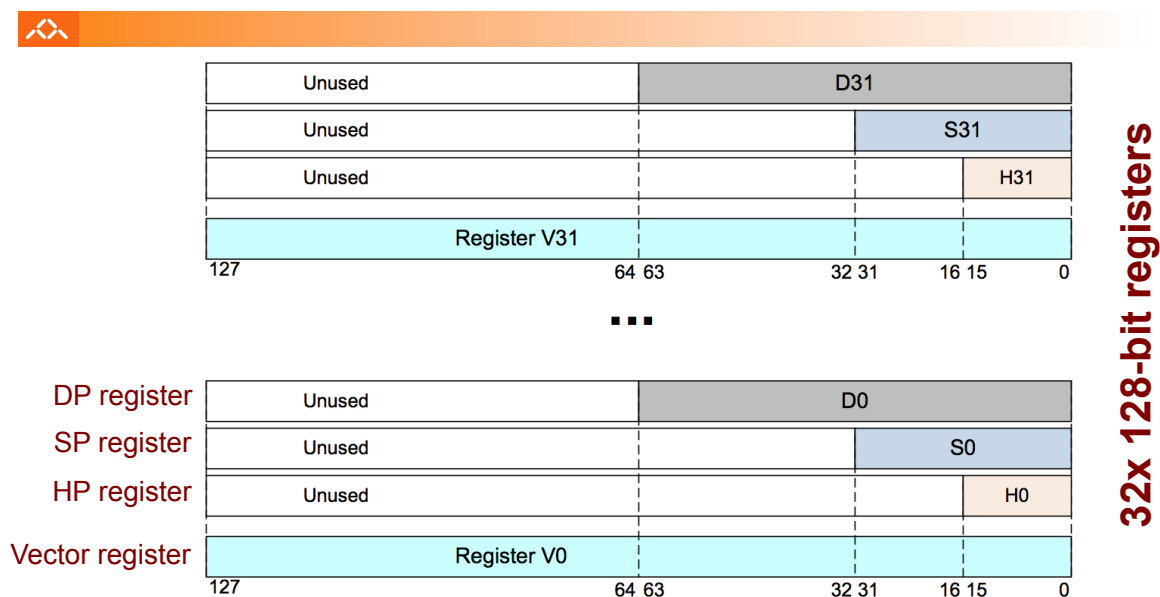 Unused D31
Unused S31
Unused H31
Register V31
127 64 63 32 31 16 15 0
...
DP register Unused D0
SP register Unused S0
HP register Unused H0
Vector register Register V0
127 64 63 32 31 16 15 0
32x 128-bit registers